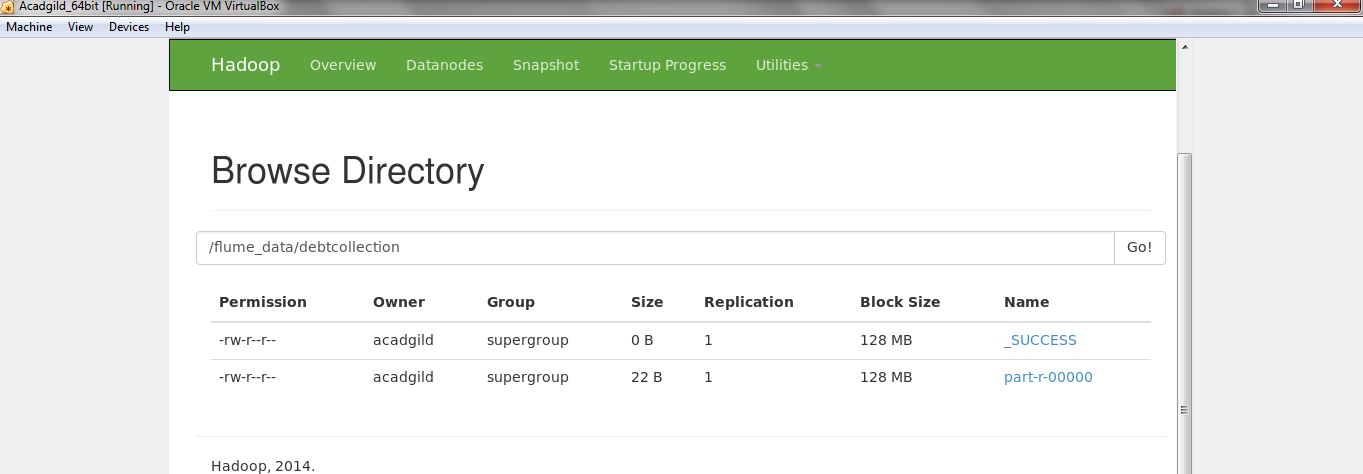 Acadgild_64bit [Running] - Oracle VM VirtualBox
Machine View Devices Help
Hadoop Overview Datanodes Snapshot Startup Progress Utilities
Browse Directory
/flume_data/debtcollection Go!
Permission Owner Group Size Replication Block Size Name
-rw-r--r-- acadgild supergroup 0 B 1 128 MB _SUCCESS
-rw-r--r-- acadgild supergroup 22 B 1 128 MB part-r-00000
Hadoop, 2014.